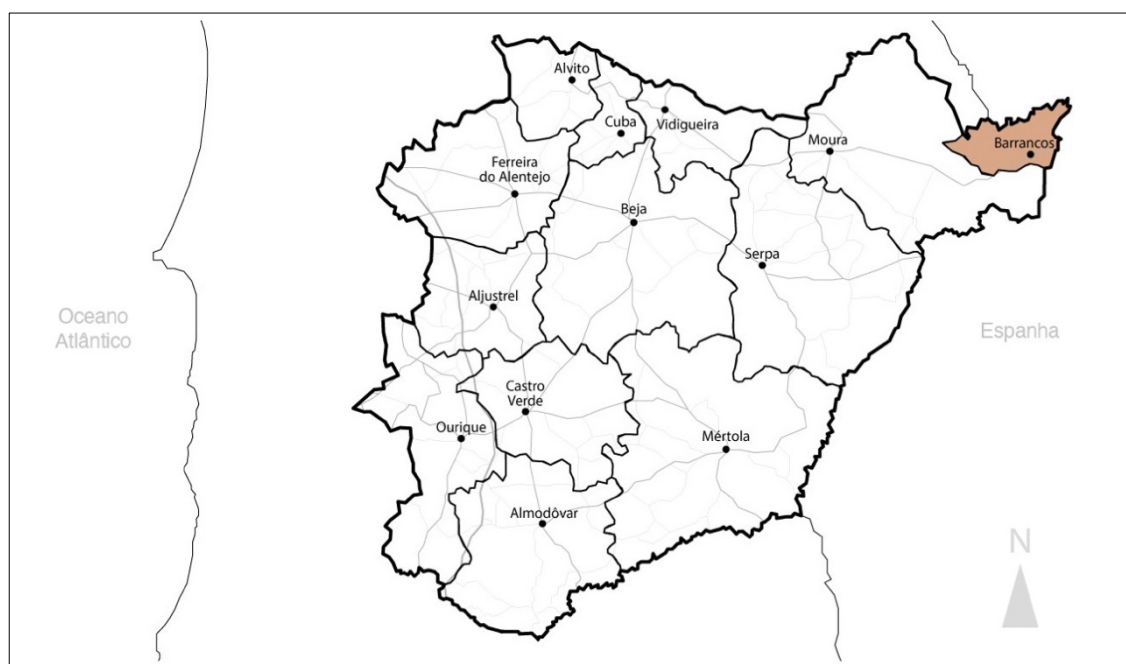 Alvito
Cuba
Vidigueira
Moura
Barrancos
Ferreira
do Alentejo
Beja
Serpa
Aljustrel
Oceano
Atlântico
Espanha
Castro
Verde
Ourique
Mértola
Almodôvar
N